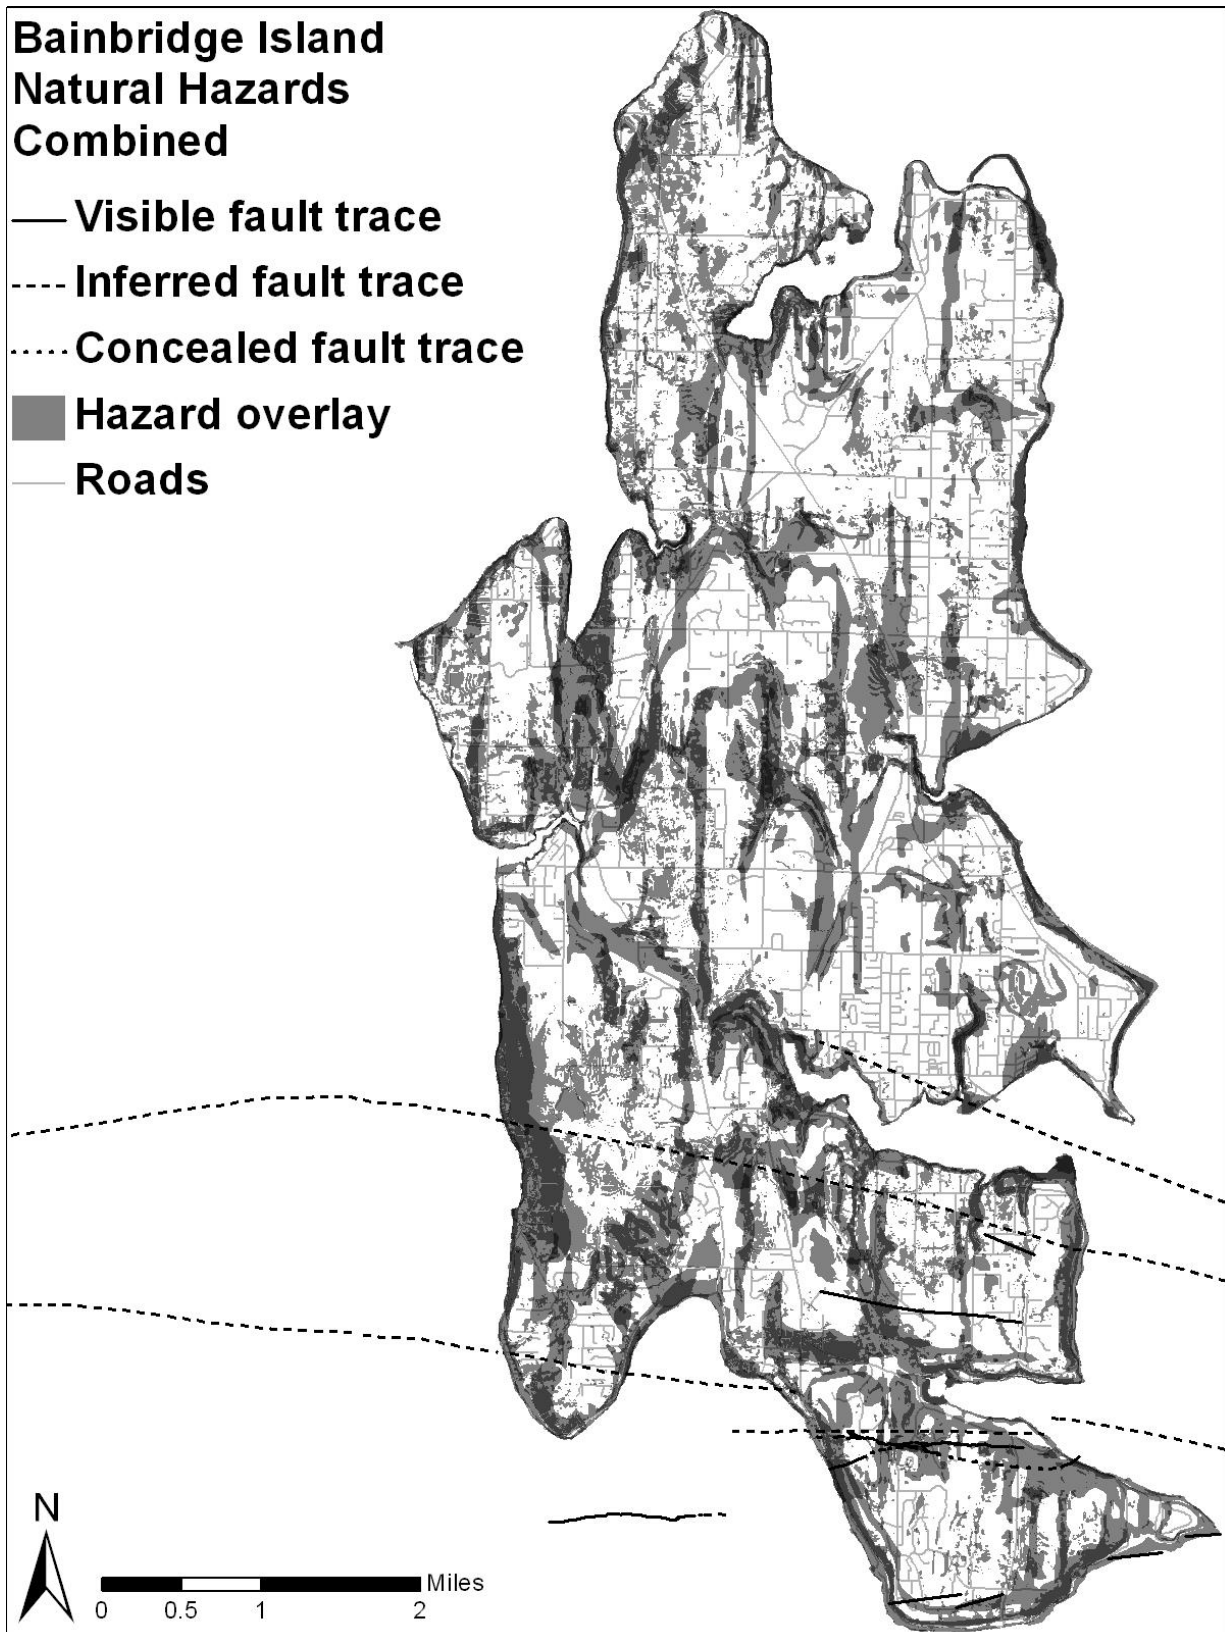 Bainbridge Island
Natural Hazards
Combined
Visible fault trace
Inferred fault trace
Concealed fault trace
Hazard overlay
Roads
N
Miles
0 0.5 1 2